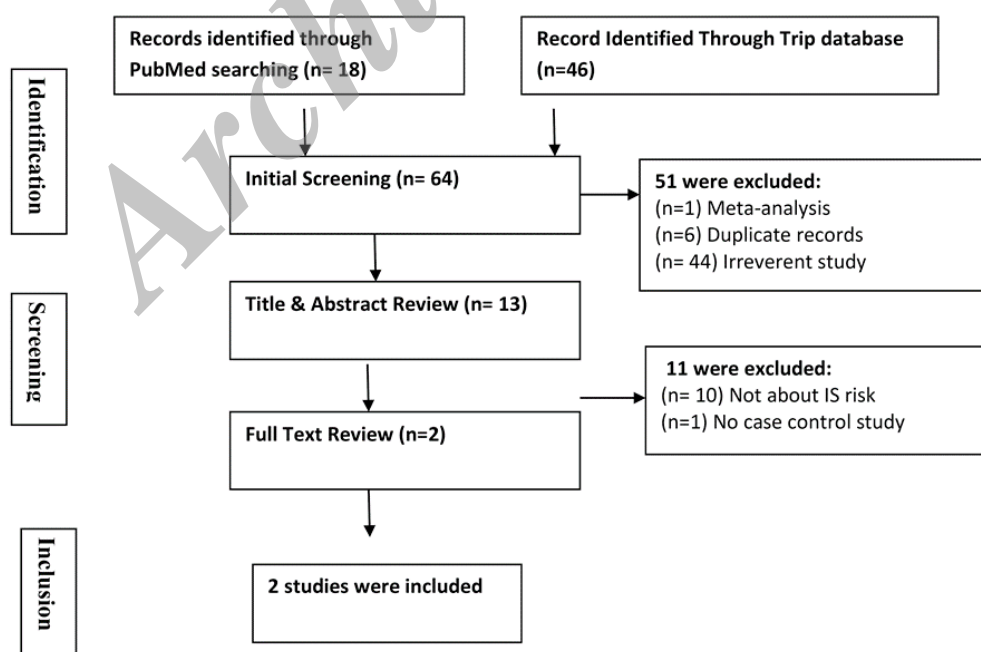 Records identified through
PubMed searching (n= 18)
Record Identified Through Trip database
(n=46)
Identification
Initial Screening (n= 64)
51 were excluded:
(n=1) Meta-analysis
(n=6) Duplicate records
(n= 44) Irreverent study
Screening
Title & Abstract Review (n= 13)
11 were excluded:
(n= 10) Not about IS risk
(n=1) No case control study
Full Text Review (n=2)
Inclusion
2 studies were included